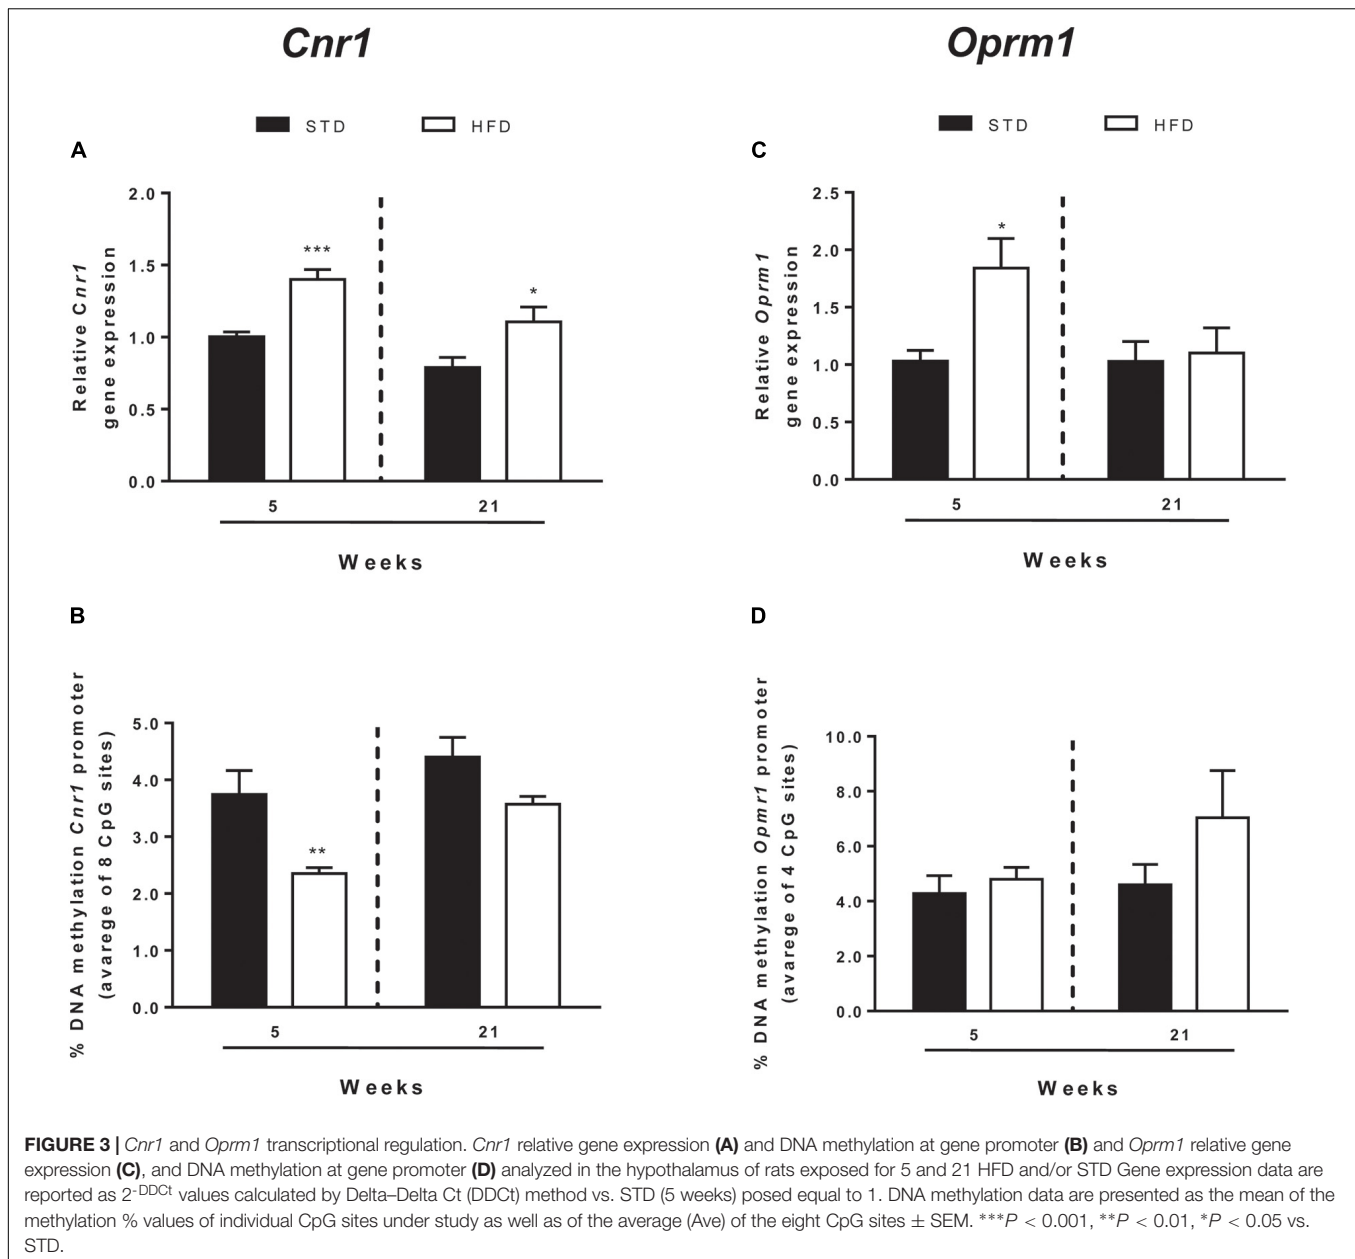 Cnr1
STD HFD
A
Relative Cnr1
gene expression
2.0
1.5
1.0
0.5
0.0
***
*
5 21
Weeks
B
% DNA methylation Cnr1 promoter
(avarege of 8 CpG sites)
5.0
4.0
3.0
2.0
1.0
0.0
**
5 21
Weeks
Oprm1
STD HFD
C
Relative Oprm1
gene expression
2.5
2.0
1.5
1.0
0.5
0.0
*
5 21
Weeks
D
% DNA methylation Opmr1 promoter
(avarege of 4 CpG sites)
10.0
8.0
6.0
4.0
2.0
0.0
5 21
Weeks
FIGURE 3 | Cnr1 and Oprm1 transcriptional regulation. Cnr1 relative gene expression (A) and DNA methylation at gene promoter (B) and Oprm1 relative gene
expression (C), and DNA methylation at gene promoter (D) analyzed in the hypothalamus of rats exposed for 5 and 21 HFD and/or STD Gene expression data are
reported as 2-DDCt values calculated by Delta–Delta Ct (DDCt) method vs. STD (5 weeks) posed equal to 1. DNA methylation data are presented as the mean of the
methylation % values of individual CpG sites under study as well as of the average (Ave) of the eight CpG sites ± SEM. ***P < 0.001, **P < 0.01, *P < 0.05 vs.
STD.